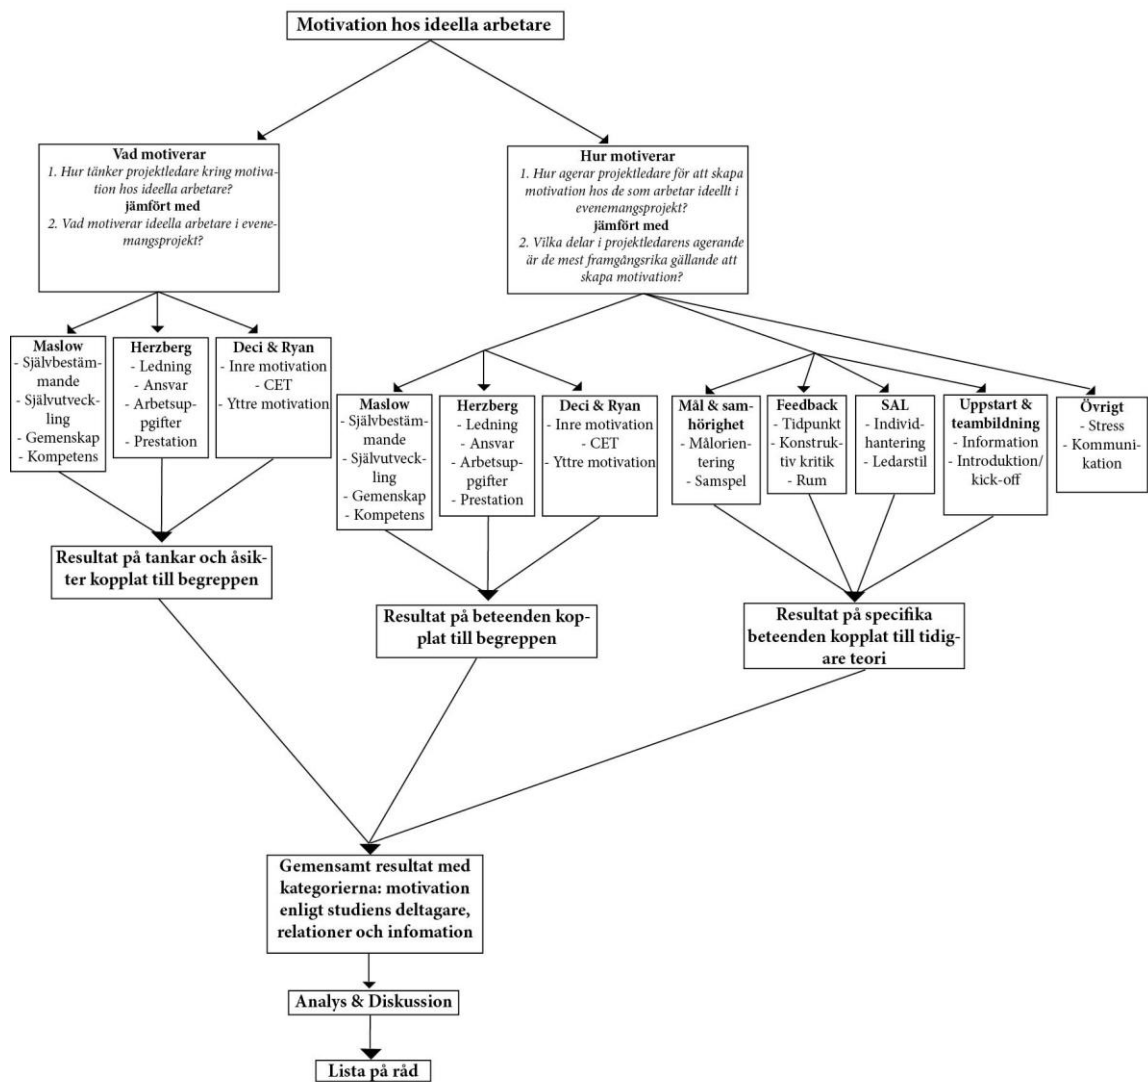 Motivation hos ideella arbetare
Vad motiverar
1. Hur tänker projektledare kring motiva-
tion hos ideella arbetare?
jämfört med
2. Vad motiverar ideella arbetare i evene-
mangsprojekt?
Hur motiverar
1. Hur agerar projektledare för att skapa
motivation hos de som arbetar ideellt i
evenemangsprojekt?
jämfört med
2. Vilka delar i projektledarens agerande
är de mest framgångsrika gällande att
skapa motivation?
Maslow
- Självbestäm-
mande
- Självutveck-
ling
- Gemenskap
- Kompetens
Herzberg
- Ledning
- Ansvar
- Arbetsup-
pgifter
- Prestation
Deci & Ryan
- Inre motivation
- CET
- Yttre motivation
Maslow
- Självbestäm-
mande
- Självutveck-
ling
- Gemenskap
- Kompetens
Herzberg
- Ledning
- Ansvar
- Arbetsup-
pgifter
- Prestation
Deci & Ryan
- Inre motivation
- CET
- Yttre motivation
Mål & sam-
hörighet
- Målorien-
tering
- Samspel
Feedback
- Tidpunkt
- Konstruk-
tiv kritik
- Rum
SAL
- Individ-
hantering
- Ledarstil
Uppstart &
teambildning
- Information
- Introduktion/
kick-off
Övrigt
- Stress
- Kommuni-
kation
Resultat på tankar och åsik-
ter kopplat till begreppen
Resultat på beteenden kop-
plat till begreppen
Resultat på specifika
beteenden kopplat till tidig-
are teori
Gemensamt resultat med
kategorierna: motivation
enligt studiens deltagare,
relationer och infomation
Analys & Diskussion
Lista på råd